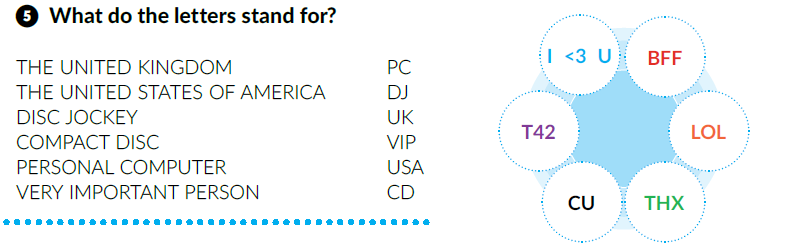 5 What do the letters stand for?
THE UNITED KINGDOM PC
THE UNITED STATES OF AMERICA DJ
DISC JOCKEY UK
COMPACT DISC VIP
PERSONAL COMPUTER USA
VERY IMPORTANT PERSON CD
I <3 U
BFF
T42
LOL
CU
THX